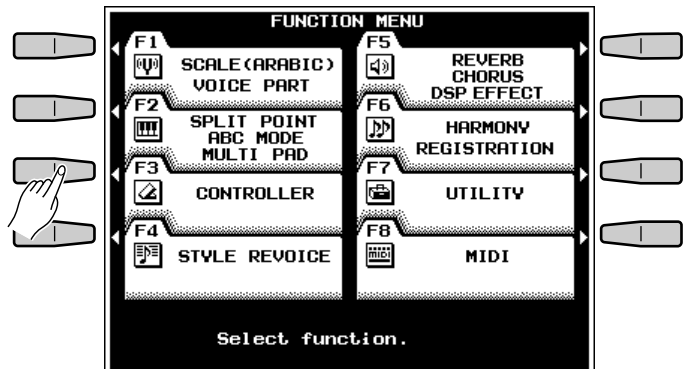 FUNCTION MENU
F1
SCALE(ARABIC)
VOICE PART
F2
SPLIT POINT
ABC MODE
MULTI PAD
F3
CONTROLLER
F4
STYLE REVOICE
F5
REVERB
CHORUS
DSP EFFECT
F6
HARMONY
REGISTRATION
F7
UTILITY
F8
MIDI
MIDI
Select function.